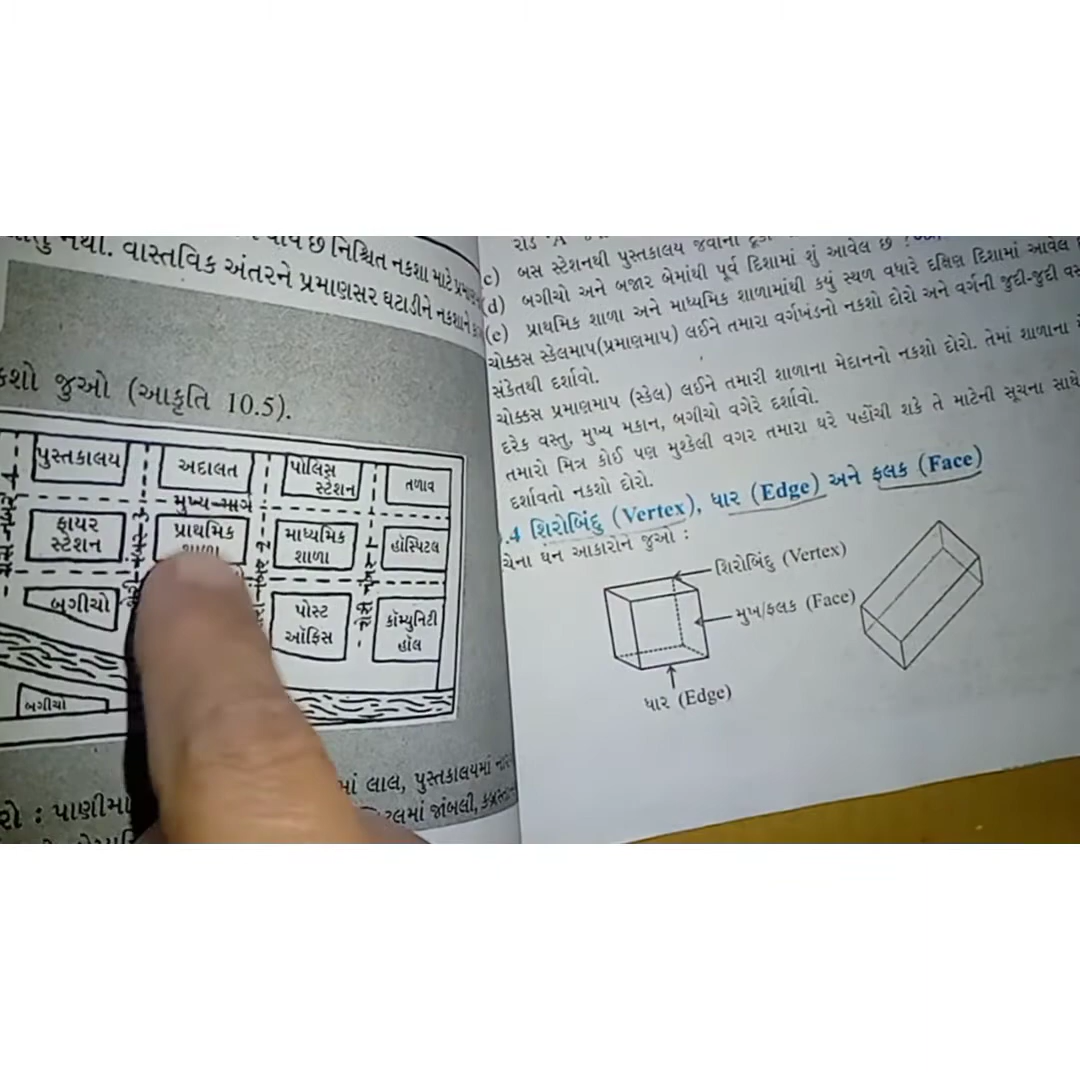 છે નિશ્ચિત નકશા માટે
નથી. વાસ્તવિક અંતરને પ્રમાણસર ઘટાડીને નકશાને
જુઓ (આકૃતિ 10.5).
પુસ્તકાલય
અદાલત
પોલિસ
સ્ટેશન
તળાવ
ફાયર
સ્ટેશન
પ્રાથમિક
માધ્યમિક
શાળા
હૉસ્પિટલ
બગીચો
પોસ્ટ
ઑફિસ
કૉમ્યુનિટી
હૉલ
બગીચો
લાલ, પુસ્તકાલયમાં
: પાણીમાં
જાંબલી,
c) બસ સ્ટેશનથી પુસ્તકાલય જવાનો
(d) બગીચો અને બજાર બેમાંથી પૂર્વ દિશામાં શું આવેલ છે ?
(e) પ્રાથમિક શાળા અને માધ્યમિક શાળામાંથી કયું સ્થળ વધારે દક્ષિણ દિશામાં આવેલ
ચોક્કસ સ્કેલમાપ(પ્રમાણમાપ) લઈને તમારા વર્ગખંડનો નકશો દોરો અને વર્ગની જુદી-જુદી
સંકેતથી દર્શાવો.
ચોક્કસ પ્રમાણમાપ (સ્કેલ) લઈને તમારી શાળાના મેદાનનો નકશો દોરો. તેમાં શાળાના
દરેક વસ્તુ, મુખ્ય મકાન, બગીચો વગેરે દર્શાવો.
તમારો મિત્ર કોઈ પણ મુશ્કેલી વગર તમારા ઘરે પહોંચી શકે તે માટેની સૂચના સાથે
દર્શાવતો નકશો દોરો.
.4 શિરોબિંદુ (Vertex), ધાર (Edge) અને ફલક (Face)
ઘન આકારોને જુઓ :
શિરોબિંદુ (Vertex)
મુખ/ફલક (Face)
ધાર (Edge)